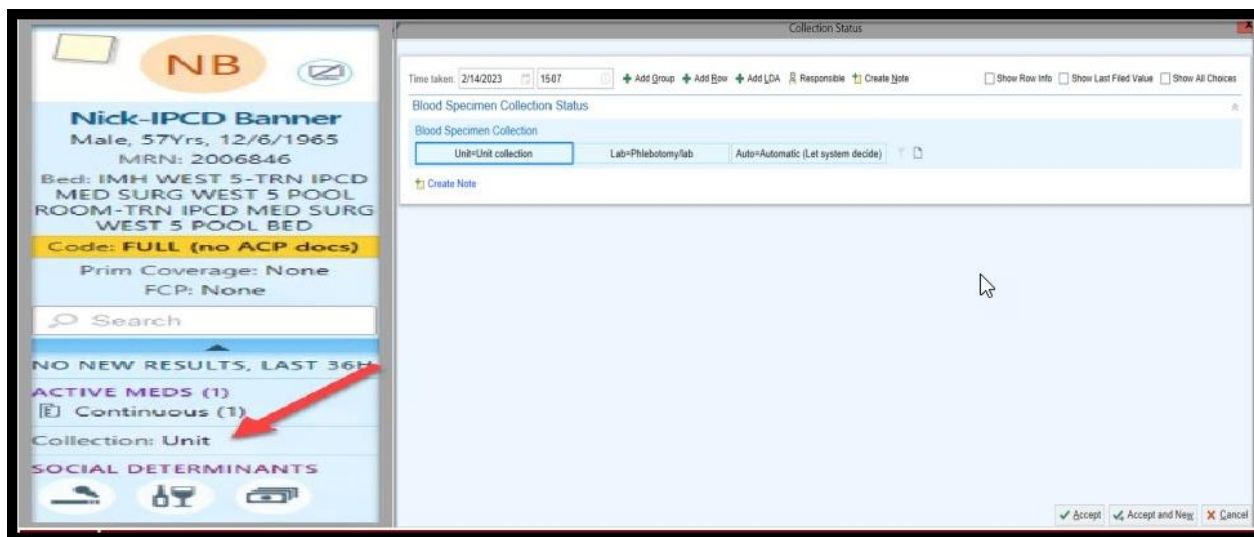 NB
Nick-IPCD Banner
Male, 57Yrs, 12/6/1965
MRN: 2006846
Bed: IMH WEST 5-TRN IPCD
MED SURG WEST 5 POOL
ROOM-TRN IPCD MED SURG
WEST 5 POOL BED
Code: FULL (no ACP docs)
Prim Coverage: None
FCP: None
Search
NO NEW RESULTS, LAST 36H
ACTIVE MEDS (1)
Continuous (1)
Collection: Unit
SOCIAL DETERMINANTS
Collection Status
Time taken: 2/14/2023 1507 Add Group Add Row Add LDA Responsible Create Note Show Row Info Show Last Filed Value Show All Choices
Blood Specimen Collection Status
Blood Specimen Collection
Unit=Unit collection Lab=Phlebotomy/lab Auto=Automatic (Let system decide)
Create Note
Accept Accept and New Cancel